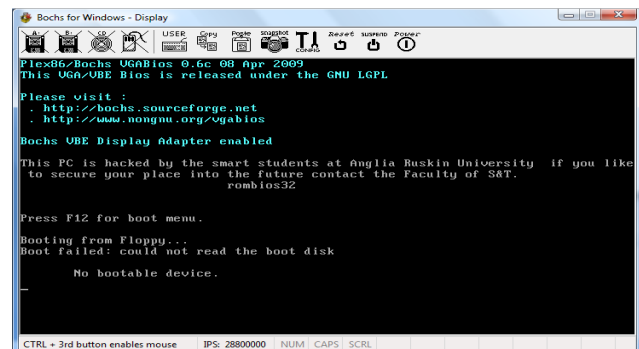 Bochs for Windows - Display
A: B: CD USER Copy Paste snapshot CONFIG Reset suspend Power
Plex86/Bochs VGABios 0.6c 08 Apr 2009
This VGA/VBE Bios is released under the GNU LGPL
Please visit :
. http://bochs.sourceforge.net
. http://www.nongnu.org/vgabios
Bochs VBE Display Adapter enabled
This PC is hacked by the smart students at Anglia Ruskin University if you like
to secure your place into the future contact the Faculty of S&T.
rombios32
Press F12 for boot menu.
Booting from Floppy...
Boot failed: could not read the boot disk
No bootable device.
CTRL + 3rd button enables mouse IPS: 28800000 NUM CAPS SCRL